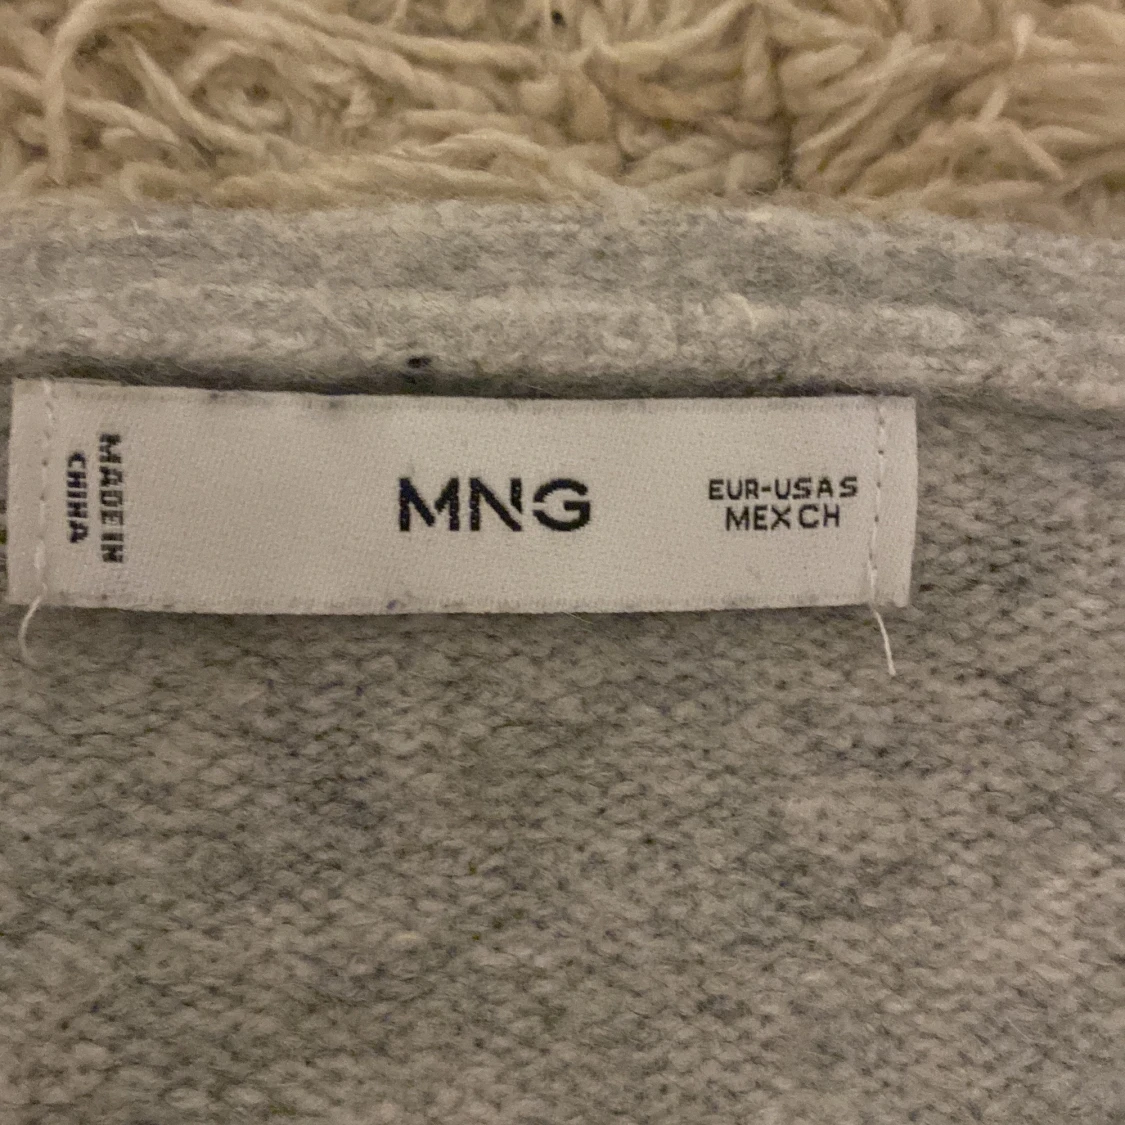 MADE IN
CHINA
MNG
EUR-USA S
MEX CH